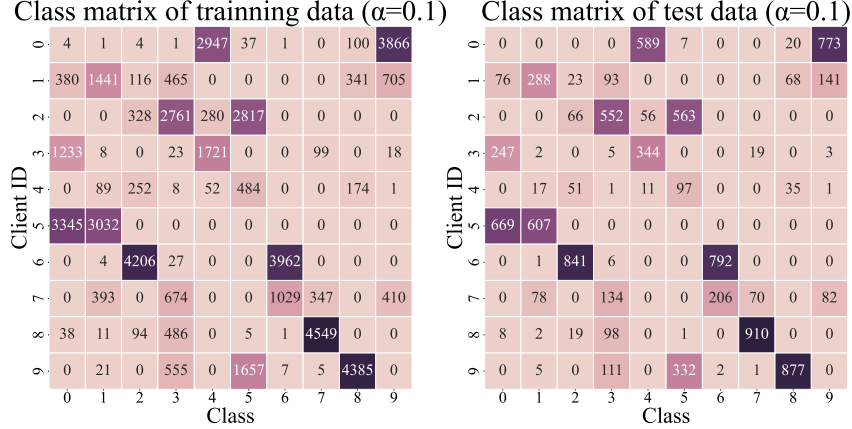 Class matrix of trainning data (α=0.1)
Client ID
0 4 1 4 1 2947 37 1 0 100 3866
1 380 1441 116 465 0 0 0 0 341 705
2 0 0 328 2761 280 2817 0 0 0 0
3 1233 8 0 23 1721 0 0 99 0 18
4 0 89 252 8 52 484 0 0 174 1
5 3345 3032 0 0 0 0 0 0 0 0
6 0 4 4206 27 0 0 3962 0 0 0
7 0 393 0 674 0 0 1029 347 0 410
8 38 11 94 486 0 5 1 4549 0 0
9 0 21 0 555 0 1657 7 5 4385 0
0 1 2 3 4 5 6 7 8 9
Class
Class matrix of test data (α=0.1)
Client ID
0 0 0 0 0 589 7 0 0 20 773
1 76 288 23 93 0 0 0 0 68 141
2 0 0 66 552 56 563 0 0 0 0
3 247 2 0 5 344 0 0 19 0 3
4 0 17 51 1 11 97 0 0 35 1
5 669 607 0 0 0 0 0 0 0 0
6 0 1 841 6 0 0 792 0 0 0
7 0 78 0 134 0 0 206 70 0 82
8 8 2 19 98 0 1 0 910 0 0
9 0 5 0 111 0 332 2 1 877 0
0 1 2 3 4 5 6 7 8 9
Class